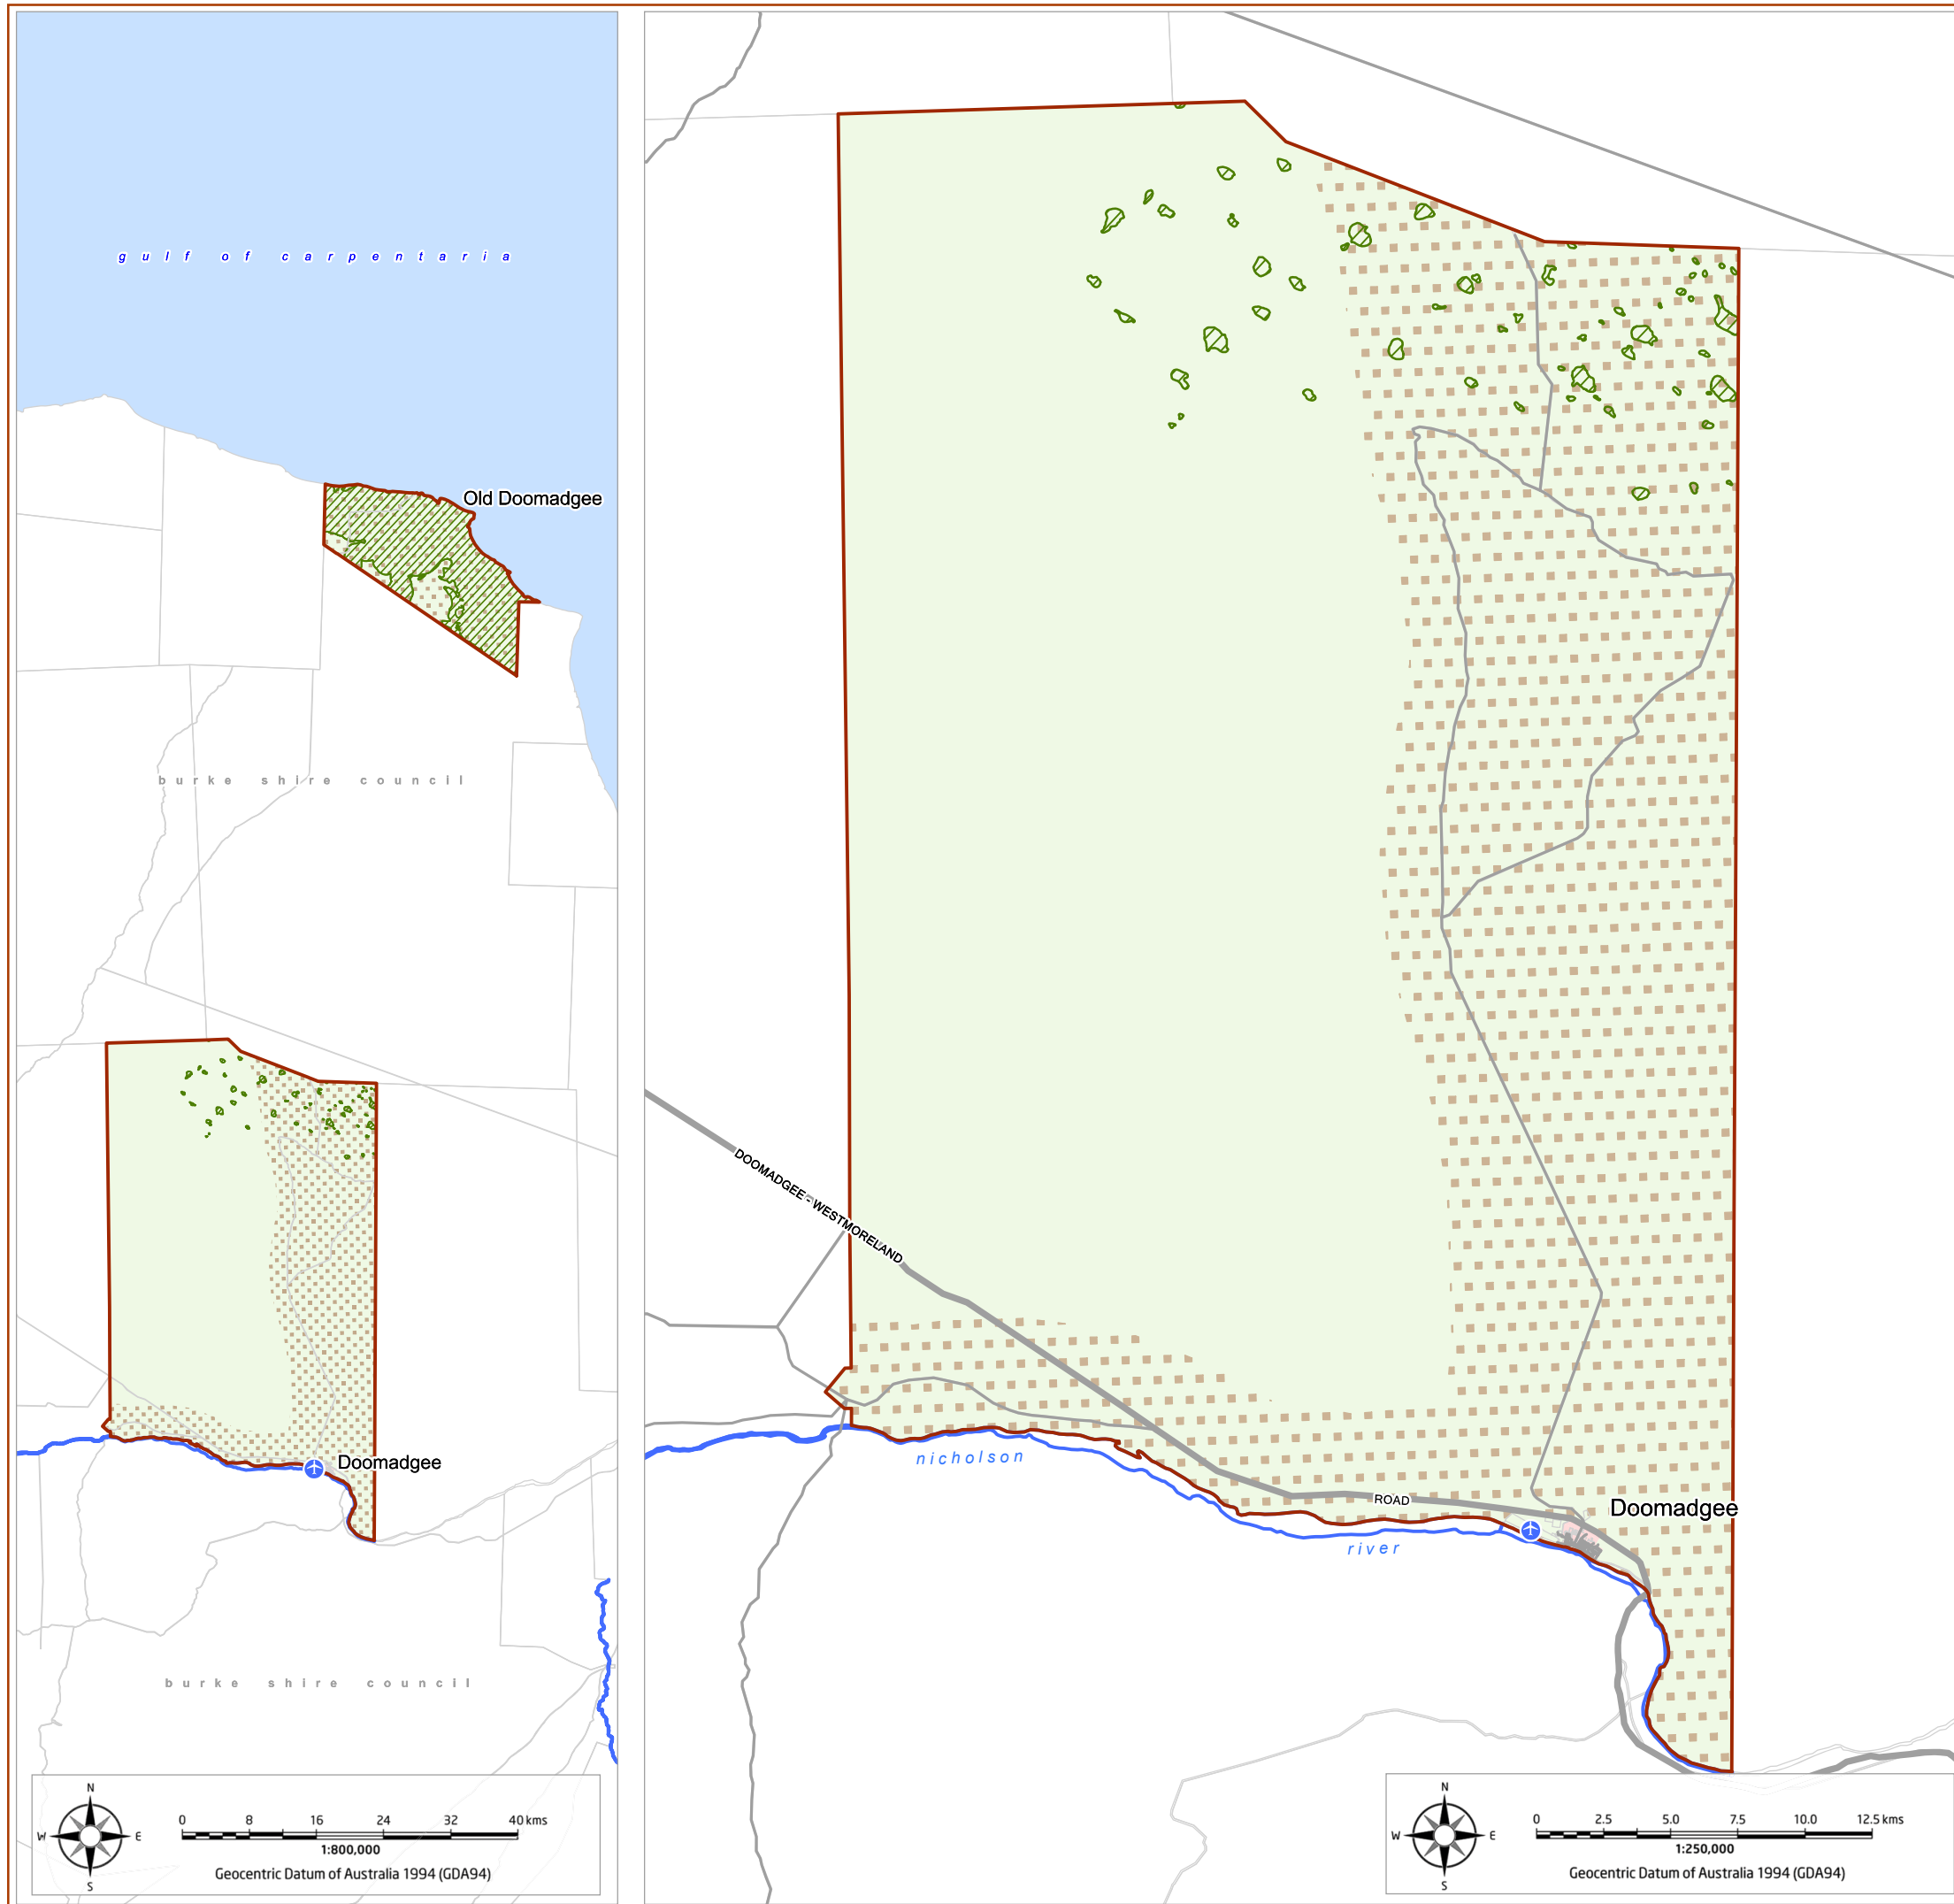 gulf of carpentaria
Old Doomadgee
burke shire council
Doomadgee
burke shire council
N
W E
S
0 8 16 24 32 40 kms
1:800,000
Geocentric Datum of Australia 1994 (GDA94)
DOOMADGEE - WESTMORELAND
nicholson
ROAD
Doomadgee
river
N
W E
S
0 2.5 5.0 7.5 10.0 12.5 kms
1:250,000
Geocentric Datum of Australia 1994 (GDA94)